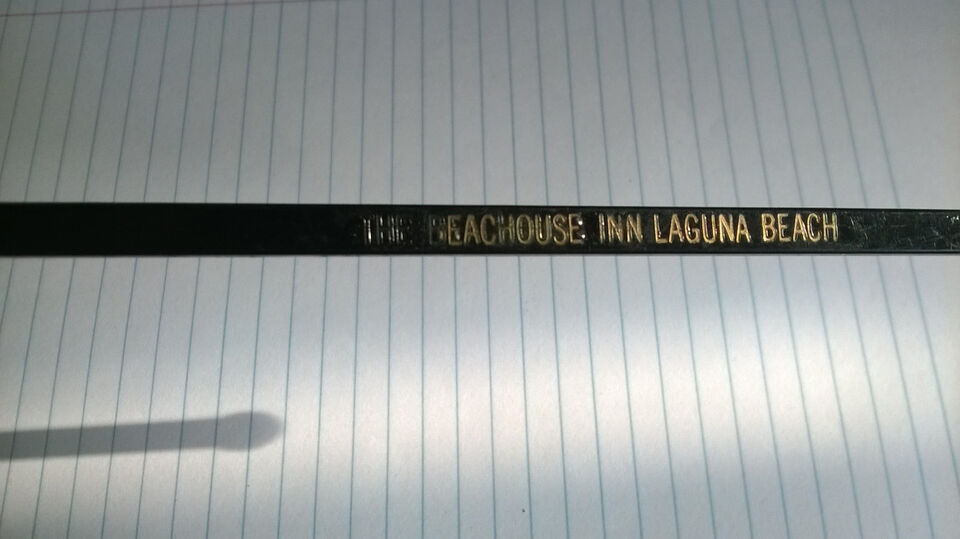 THE BEACHOUSE INN LAGUNA BEACH